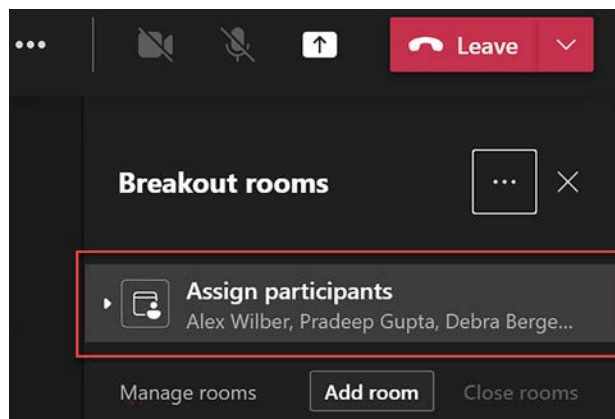 Leave
Breakout rooms
Assign participants
Alex Wilber, Pradeep Gupta, Debra Berge...
Manage rooms Add room Close rooms